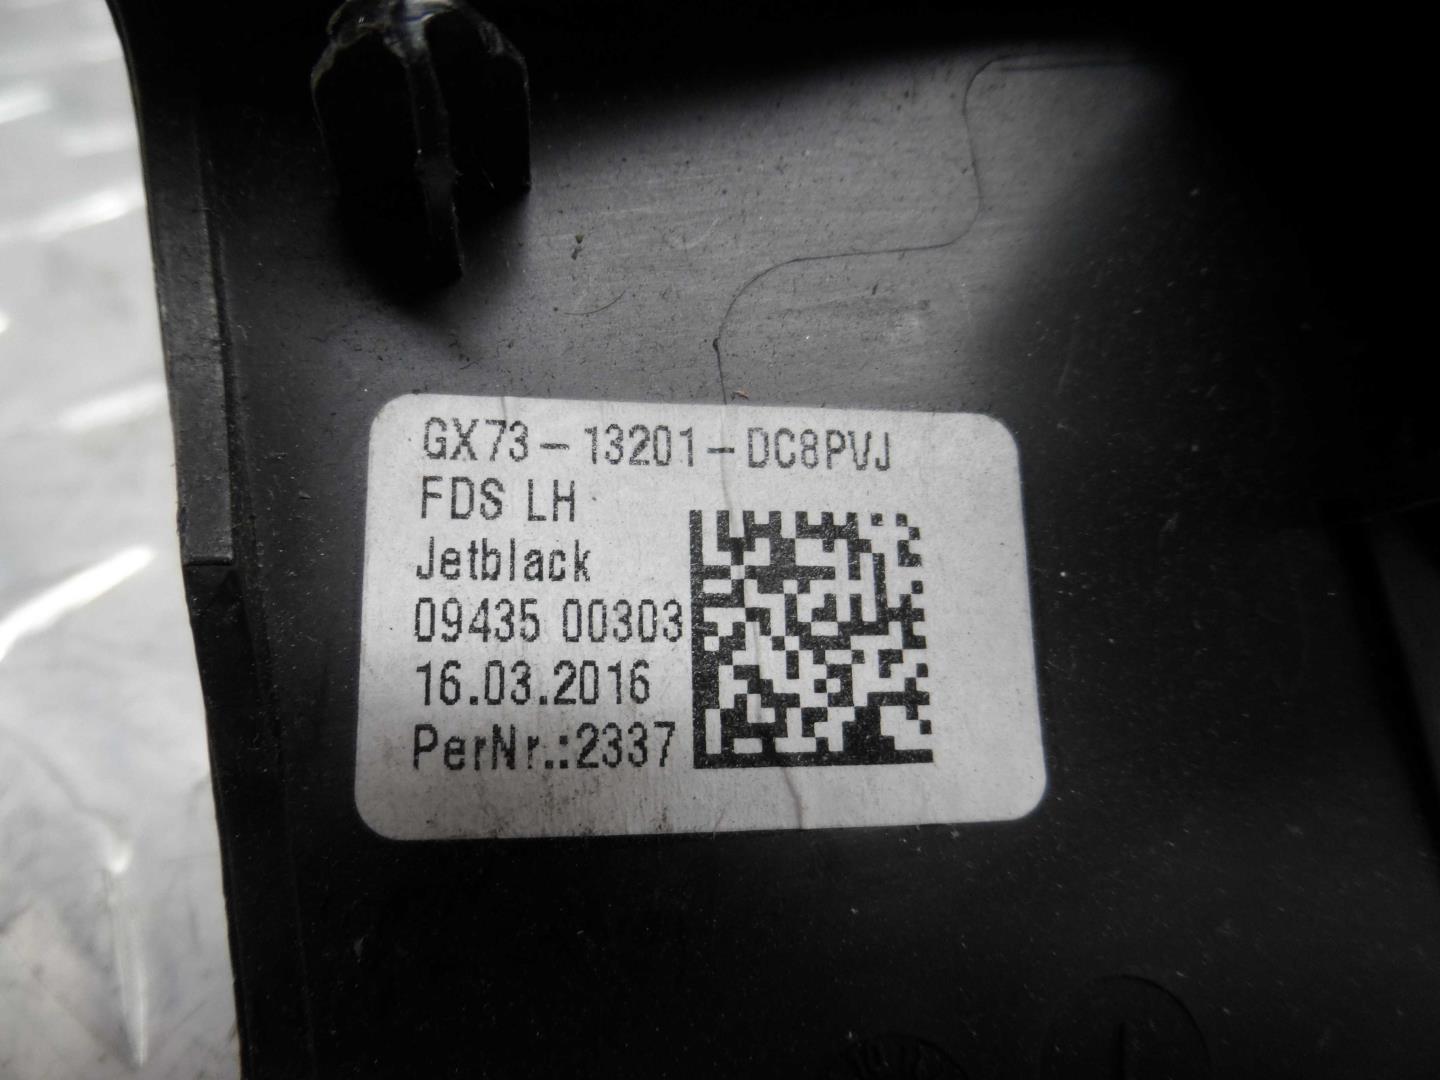 GX73-13201-DC8PVJ
FDS LH
Jetblack
09435 00303
16.03.2016
PerNr.:2337